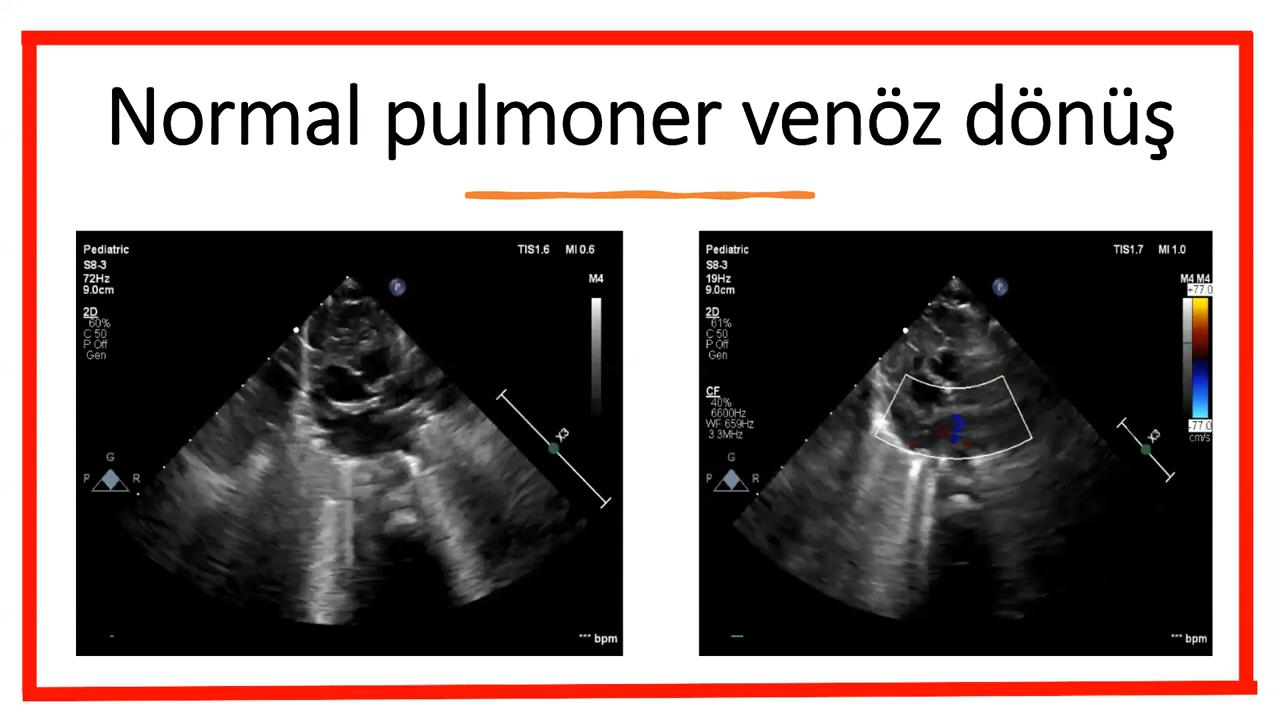 Normal pulmoner venöz dönüş
Pediatric
S8-3
72Hz
9.0cm
2D
60%
C 50
P Off
Gen
TIS1.6 MI 0.6
M4
P
X3
G
P R
*** bpm
Pediatric
S8-3
19Hz
9.0cm
2D
61%
C 50
P Off
Gen
CF
40%
6600Hz
WF 659Hz
3.3MHz
TIS1.7 MI 1.0
M4 M4
+77.0
-77.0
cm/s
P
X3
G
P R
*** bpm